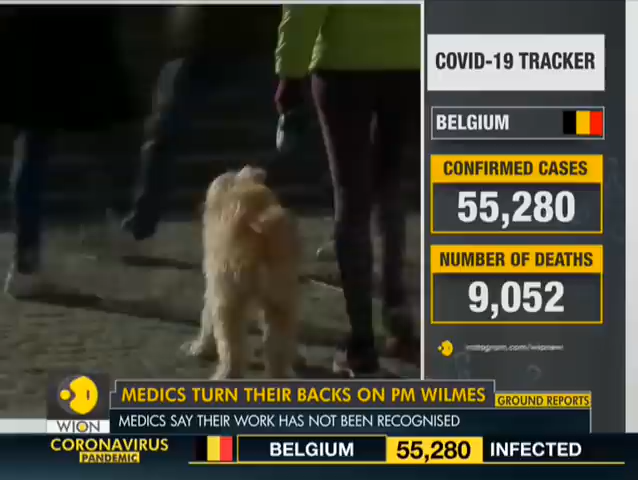 COVID-19 TRACKER
BELGIUM
CONFIRMED CASES
55,280
NUMBER OF DEATHS
9,052
instagram.com/wionews
MEDICS TURN THEIR BACKS ON PM WILMES
GROUND REPORTS
MEDICS SAY THEIR WORK HAS NOT BEEN RECOGNISED
WION
CORONAVIRUS
PANDEMIC
BELGIUM 55,280 INFECTED